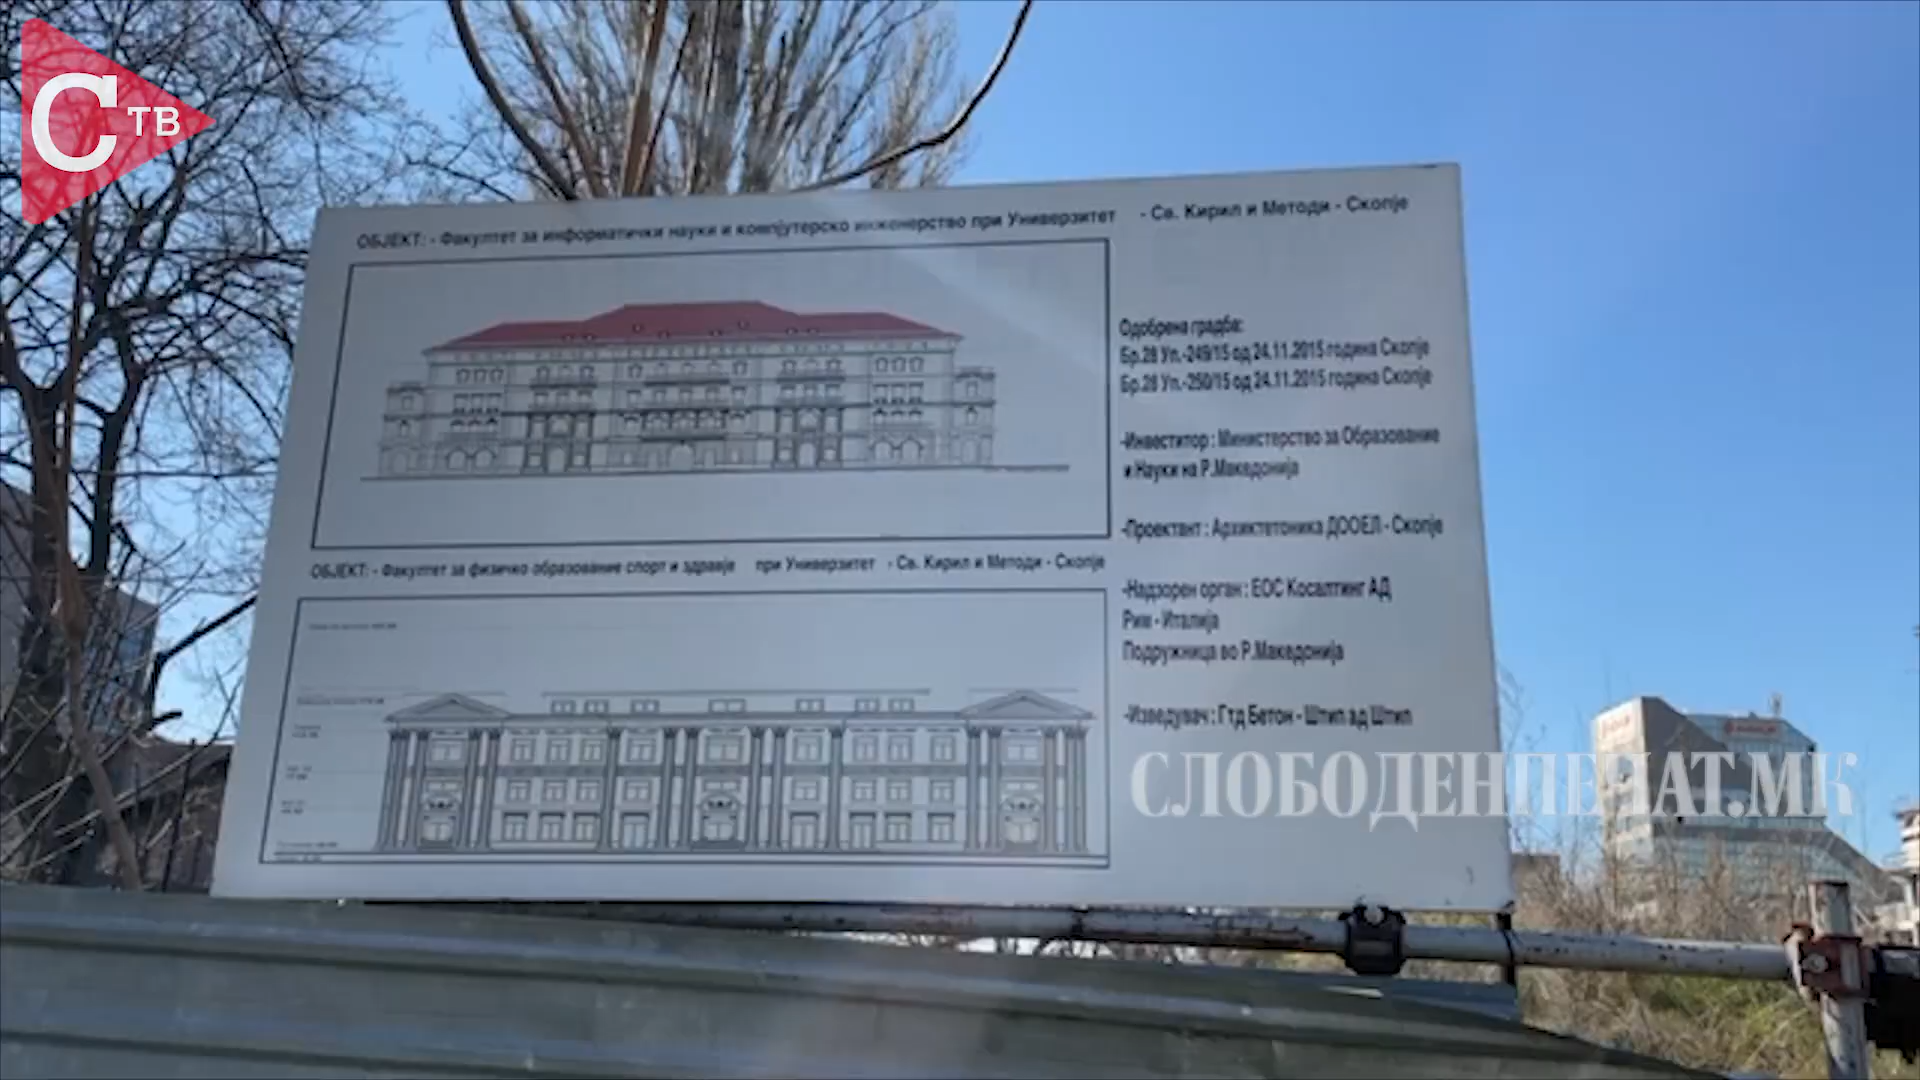 С ТВ
ОБЈЕКТ: - Факултет за информатички науки и компјутерско инженерство при Универзитет - Св. Кирил и Методи - Скопје
Одобрена градба:
Бр.28 Уп.-249/15 од 24.11.2015 година Скопје
Бр.28 Уп.-250/15 од 24.11.2015 година Скопје
-Инвеститор : Министерство за Образование
и Науки на Р.Македонија
-Проектант : Архиктетоника ДООЕЛ - Скопје
ОБЈЕКТ: - Факултет за физичко образование спорт и здравје при Универзитет - Св. Кирил и Методи - Скопје
-Надзорен орган : ЕОС Косалтинг АД
Рим - Италија
Подружница во Р.Македонија
-Изведувач : Гтд Бетон - Штип ад Штип
СЛОБОДЕНПЕЧАТ.МК